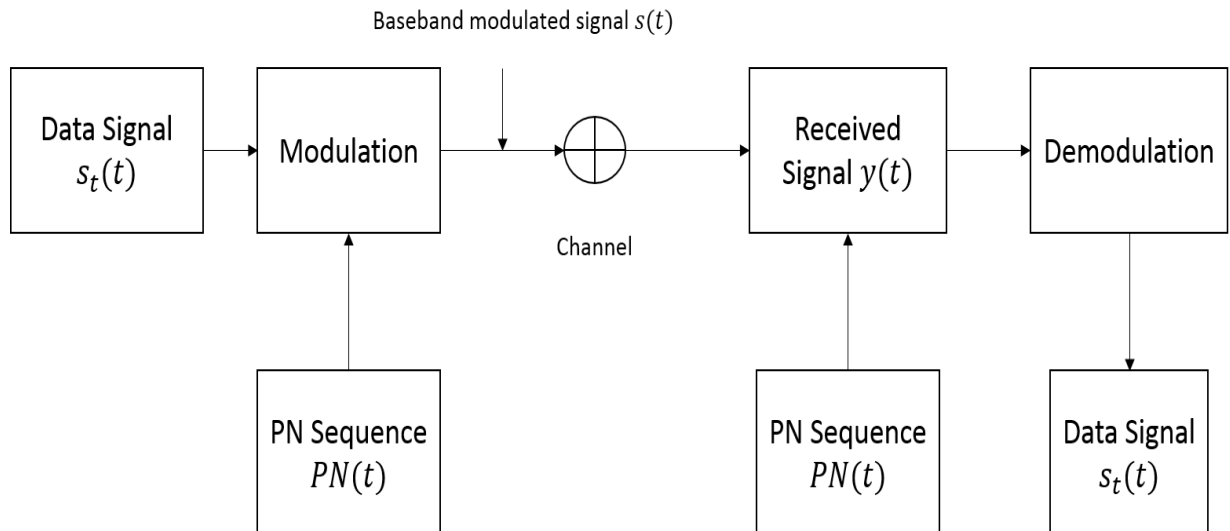 Baseband modulated signal s(t)
Data Signal
s_t(t)
Modulation
Received
Signal y(t)
Demodulation
Channel
PN Sequence
PN(t)
PN Sequence
PN(t)
Data Signal
s_t(t)